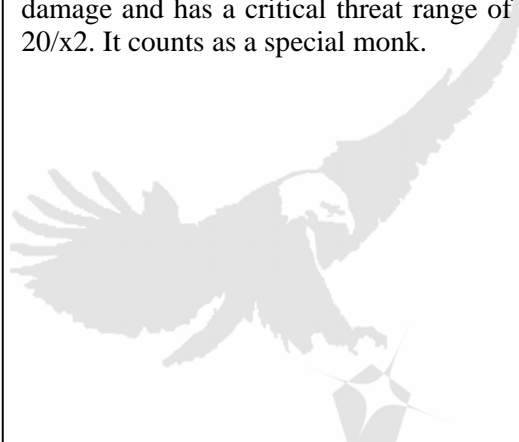 damage and has a critical threat range of
20/x2. It counts as a special monk.